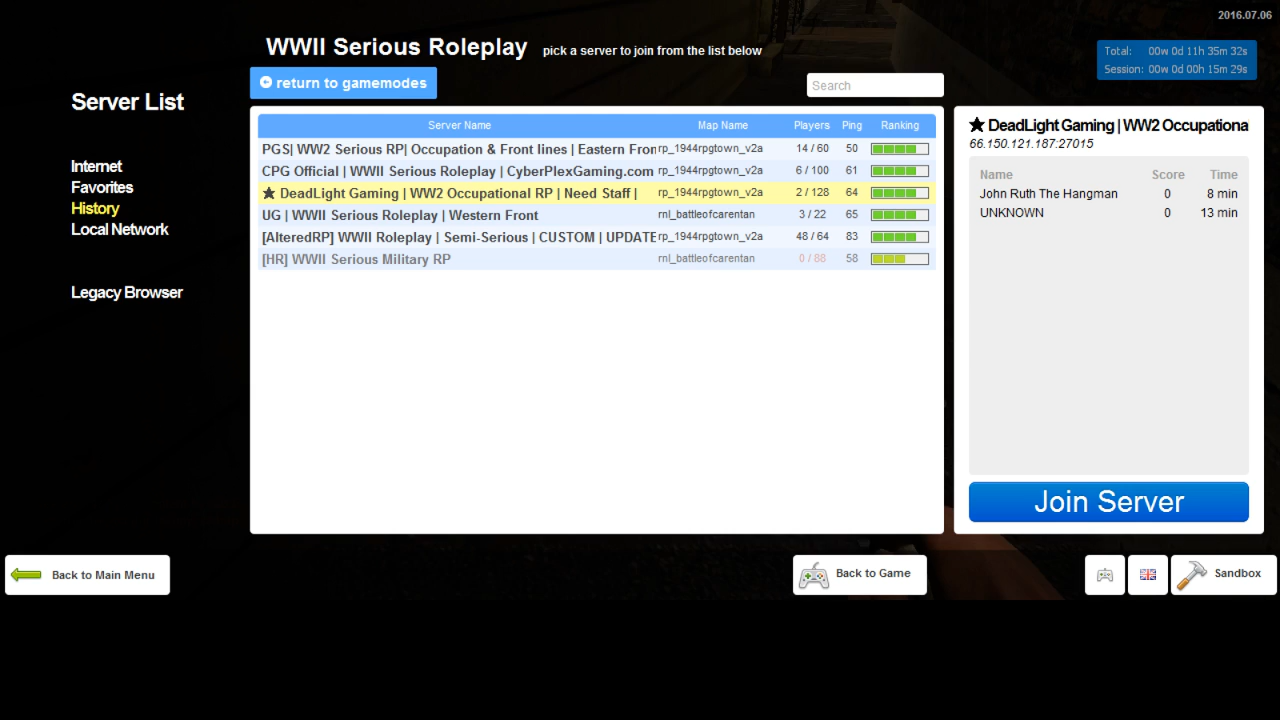 2016.07.06
WWII Serious Roleplay pick a server to join from the list below
Total: 00w 0d 11h 35m 32s
Session: 00w 0d 00h 15m 29s
return to gamemodes
Search
Server List
Internet
Favorites
History
Local Network
Legacy Browser
Server Name Map Name Players Ping Ranking
PGS| WW2 Serious RP| Occupation & Front lines | Eastern Fron rp_1944rpgtown_v2a 14 / 60 50
CPG Official | WWII Serious Roleplay | CyberPlexGaming.com rp_1944rpgtown_v2a 6 / 100 61
DeadLight Gaming | WW2 Occupational RP | Need Staff | rp_1944rpgtown_v2a 2 / 128 64
UG | WWII Serious Roleplay | Western Front rnl_battleofcarentan 3 / 22 65
[AlteredRP] WWII Roleplay | Semi-Serious | CUSTOM | UPDATE rp_1944rpgtown_v2a 48 / 64 83
[HR] WWII Serious Military RP rnl_battleofcarentan 0 / 88 58
DeadLight Gaming | WW2 Occupationa
66.150.121.187:27015
Name Score Time
John Ruth The Hangman 0 8 min
UNKNOWN 0 13 min
Join Server
Back to Main Menu
Back to Game
Sandbox